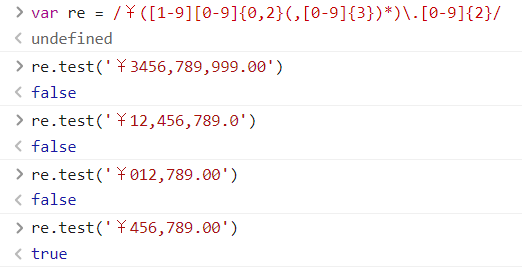 > var re = /￥([1-9][0-9]{0,2}(,[0-9]{3})*)\.[0-9]{2}/
< undefined
> re.test('￥3456,789,999.00')
< false
> re.test('￥12,456,789.0')
< false
> re.test('￥012,789.00')
< false
> re.test('￥456,789.00')
< true